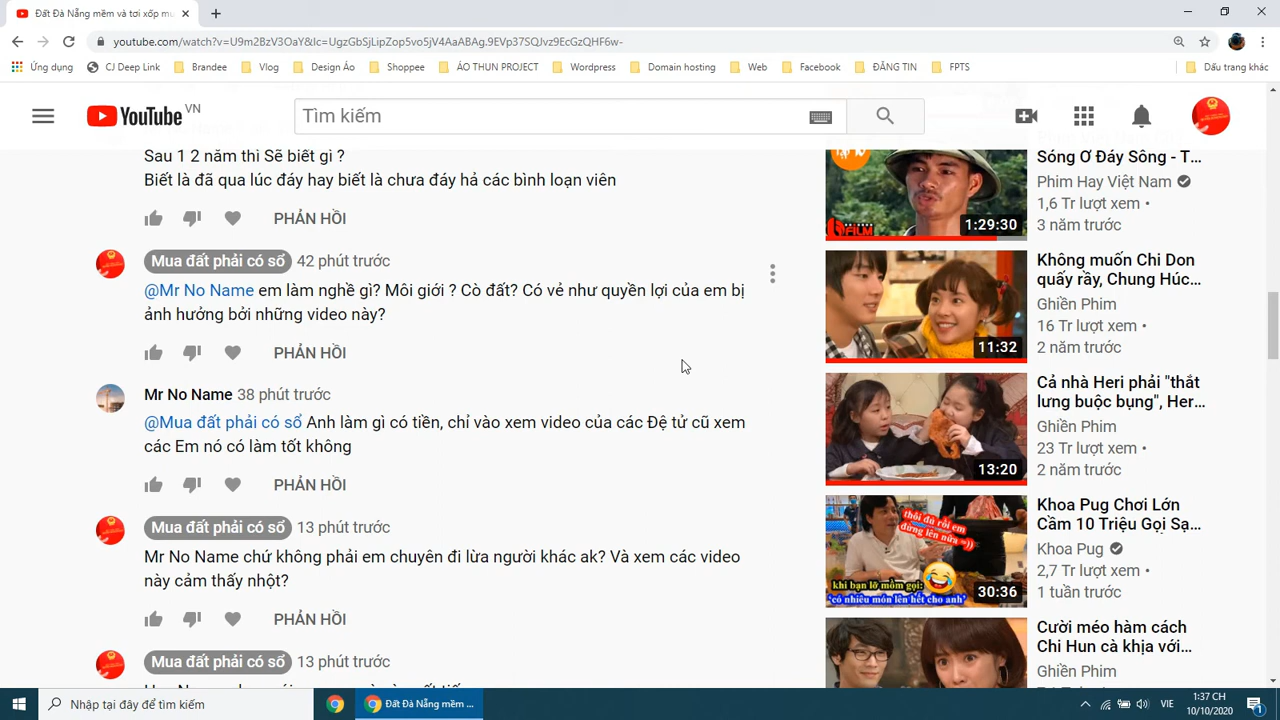 Đất Đà Nẵng mềm và tơi xốp mư
youtube.com/watch?v=U9m2BzV3OaY&lc=UgzGbSjLipZop5vo5jV4AaABAg.9EVp37SQJvz9EcGzQHF6w-
Ứng dụng CJ Deep Link Brandee Vlog Design Áo Shoppee ÁO THUN PROJECT Wordpress Domain hosting Web Facebook ĐĂNG TIN FPTS Dấu trang khác
YouTube VN
Tìm kiếm
Sau 1 2 năm thi Sẽ biết gi ?
Biết là đã qua lúc đáy hay biết là chưa đáy hả các bình loạn viên
PHẢN HỒI
Mua đất phải có sổ 42 phút trước
@Mr No Name em làm nghề gì? Môi giới ? Cò đất? Có vẻ như quyền lợi của em bị
ảnh hưởng bởi những video này?
PHẢN HỒI
Mr No Name 38 phút trước
@Mua đất phải có sổ Anh làm gì có tiền, chỉ vào xem video của các Đệ tử cũ xem
các Em nó có làm tốt không
PHẢN HỒI
Mua đất phải có sổ 13 phút trước
Mr No Name chứ không phải em chuyên đi lừa người khác ak? Và xem các video
này cảm thấy nhột?
PHẢN HỒI
Mua đất phải có sổ 13 phút trước
Sóng Ở Đáy Sông - T...
Phim Hay Việt Nam
1,6 Tr lượt xem •
3 năm trước
FILM
1:29:30
Không muốn Chi Don
quấy rầy, Chung Húc...
Ghiền Phim
16 Tr lượt xem •
2 năm trước
11:32
Cả nhà Heri phải "thắt
lưng buộc bụng", Her...
Ghiền Phim
23 Tr lượt xem •
2 năm trước
13:20
Khoa Pug Chơi Lớn
Cầm 10 Triệu Gọi Sạ...
Khoa Pug
2,7 Tr lượt xem •
1 tuần trước
thôi đủ rồi em
dừng lên nữa =))
khi bạn lỡ mồm gọi:
'có nhiêu món lên hết cho anh'
30:36
Cười méo hàm cách
Chi Hun cà khịa với...
Ghiền Phim
Nhập tại đây để tìm kiếm
Đất Đà Nẵng mềm ...
VIE
1:37 CH
10/10/2020
1